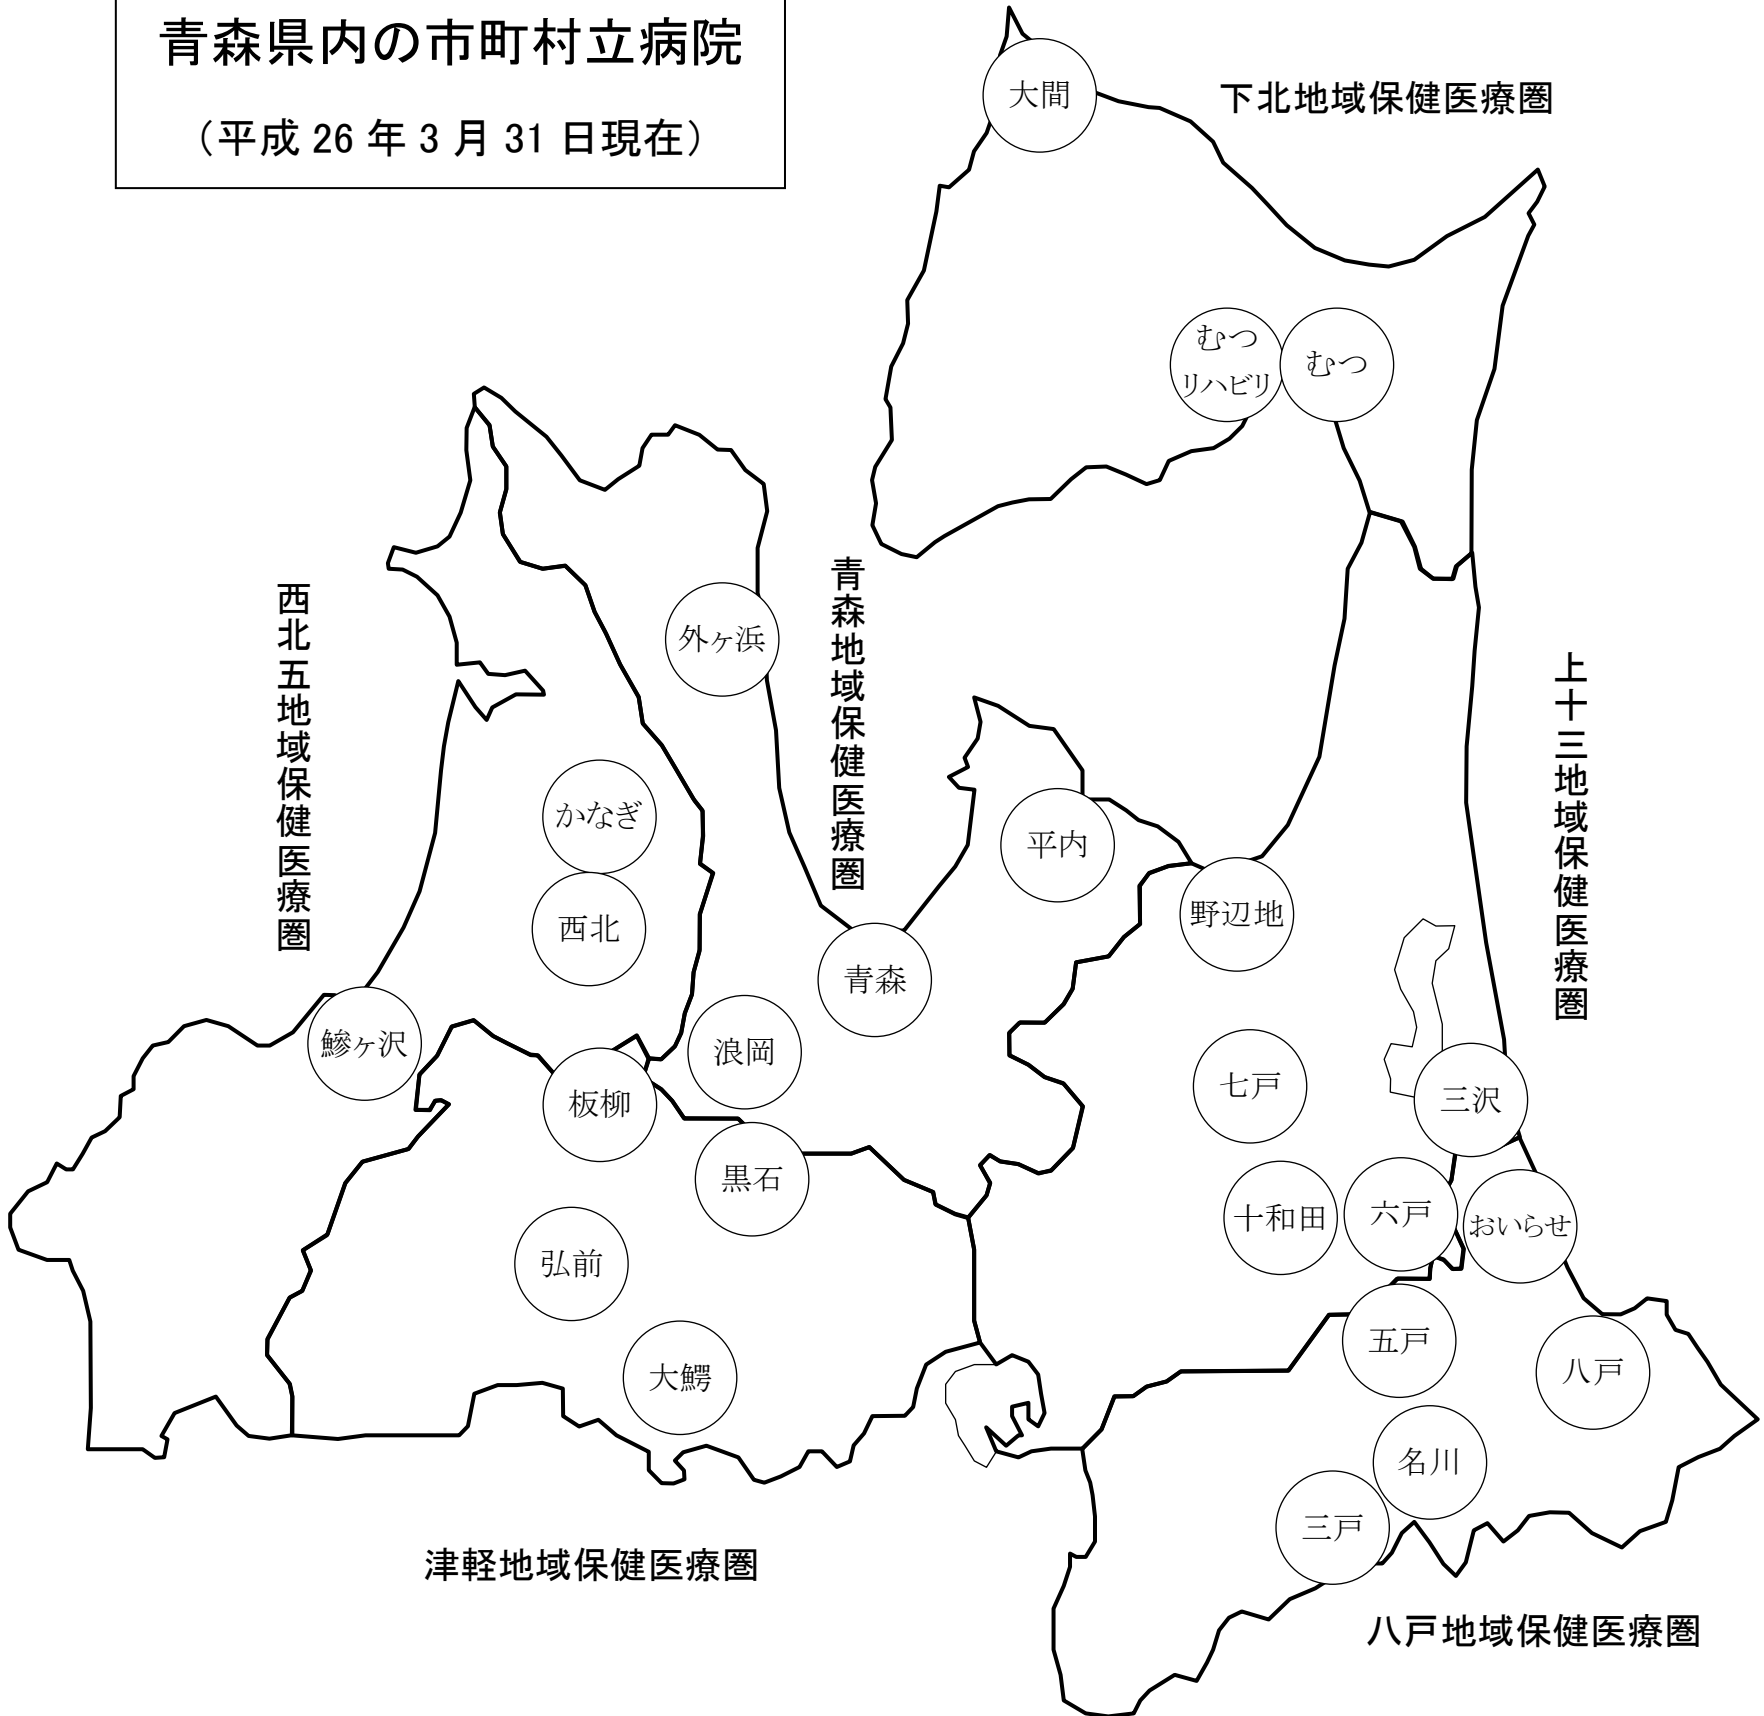 青森県内の市町村立病院
（平成 26 年 3 月 31 日現在）
大間
下北地域保健医療圏
むつ
リハビリ
むつ
西北五地域保健医療圏
外ヶ浜
青森地域保健医療圏
上十三地域保健医療圏
かなぎ
西北
平内
野辺地
青森
鰺ヶ沢
浪岡
板柳
黒石
七戸
三沢
十和田
六戸
おいらせ
弘前
大鰐
五戸
八戸
名川
三戸
津軽地域保健医療圏
八戸地域保健医療圏